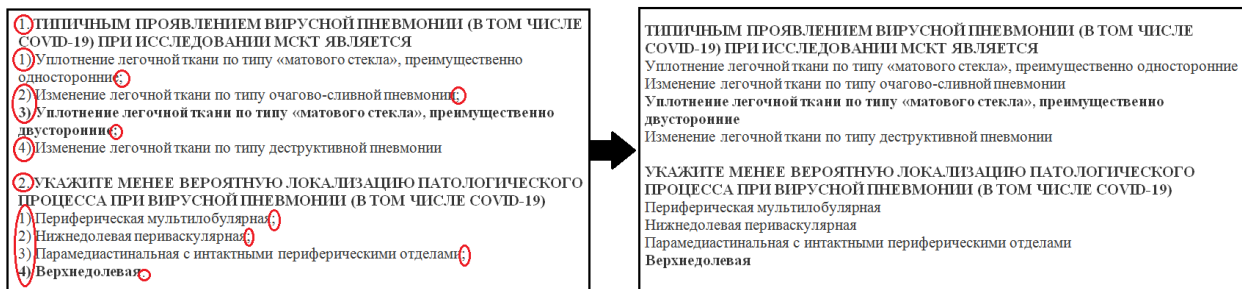 1. ТИПИЧНЫМ ПРОЯВЛЕНИЕМ ВИРУСНОЙ ПНЕВМОНИИ (В ТОМ ЧИСЛЕ
COVID-19) ПРИ ИССЛЕДОВАНИИ МСКТ ЯВЛЯЕТСЯ
1) Уплотнение легочной ткани по типу «матового стекла», преимущественно
односторонние;
2) Изменение легочной ткани по типу очагово-сливной пневмонии;
3) Уплотнение легочной ткани по типу «матового стекла», преимущественно
двусторонние;
4) Изменение легочной ткани по типу деструктивной пневмонии
2. УКАЖИТЕ МЕНЕЕ ВЕРОЯТНУЮ ЛОКАЛИЗАЦИЮ ПАТОЛОГИЧЕСКОГО
ПРОЦЕССА ПРИ ВИРУСНОЙ ПНЕВМОНИИ (В ТОМ ЧИСЛЕ COVID-19)
1) Периферическая мультилобулярная;
2) Нижнедолевая периваскулярная;
3) Парамедиастинальная с интактными периферическими отделами;
4) Верхнедолевая.
ТИПИЧНЫМ ПРОЯВЛЕНИЕМ ВИРУСНОЙ ПНЕВМОНИИ (В ТОМ ЧИСЛЕ
COVID-19) ПРИ ИССЛЕДОВАНИИ МСКТ ЯВЛЯЕТСЯ
Уплотнение легочной ткани по типу «матового стекла», преимущественно односторонние
Изменение легочной ткани по типу очагово-сливной пневмонии
Уплотнение легочной ткани по типу «матового стекла», преимущественно
двусторонние
Изменение легочной ткани по типу деструктивной пневмонии
УКАЖИТЕ МЕНЕЕ ВЕРОЯТНУЮ ЛОКАЛИЗАЦИЮ ПАТОЛОГИЧЕСКОГО
ПРОЦЕССА ПРИ ВИРУСНОЙ ПНЕВМОНИИ (В ТОМ ЧИСЛЕ COVID-19)
Периферическая мультилобулярная
Нижнедолевая периваскулярная
Парамедиастинальная с интактными периферическими отделами
Верхнедолевая